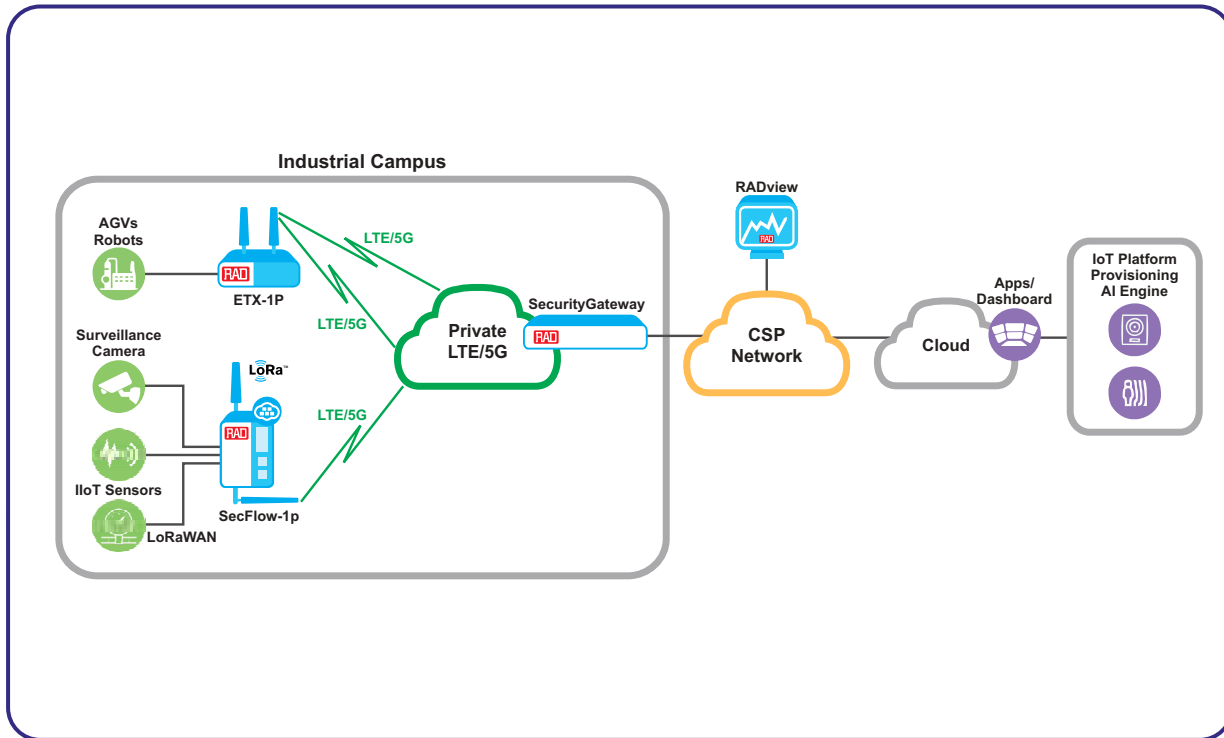 Industrial Campus
AGVs
Robots
RAD
ETX-1P
LTE/5G
LTE/5G
Surveillance
Camera
LoRa™
RAD
LTE/5G
IIoT Sensors
SecFlow-1p
LoRaWAN
Private
LTE/5G
SecurityGateway
RAD
RADview
RAD
CSP
Network
Cloud
Apps/
Dashboard
IoT Platform
Provisioning
AI Engine